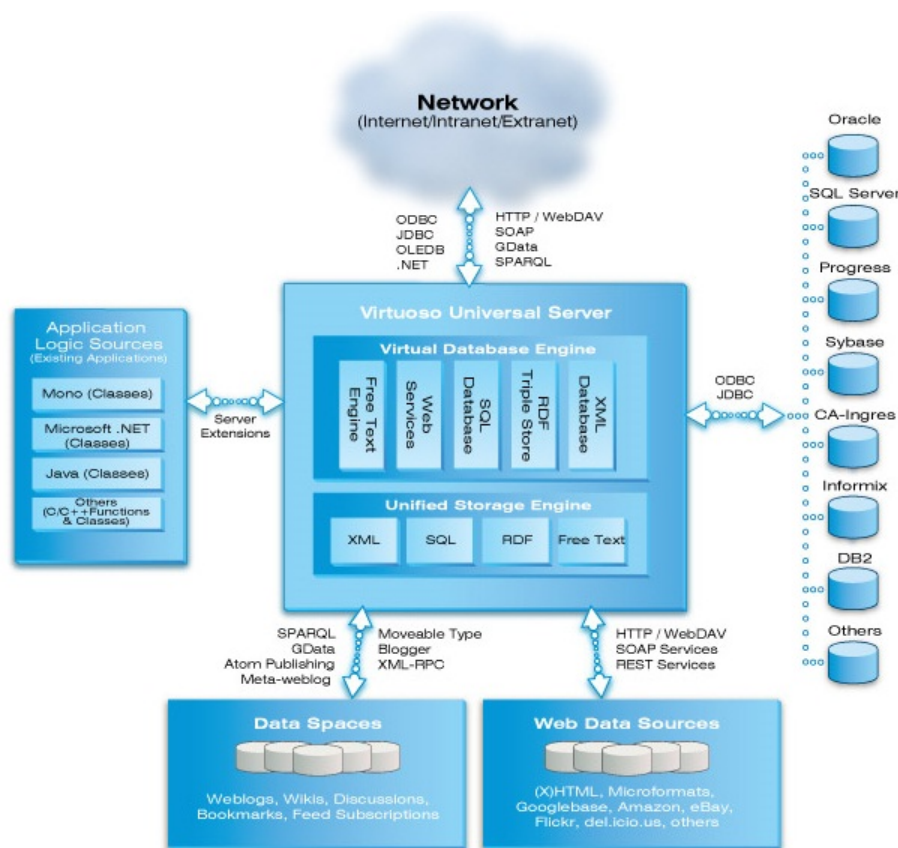 Network
(Internet/Intranet/Extranet)
ODBC
JDBC
OLEDB
.NET
HTTP / WebDAV
SOAP
GData
SPARQL
Application
Logic Sources
(Existing Applications)
Mono (Classes)
Microsoft .NET
(Classes)
Java (Classes)
Others
(C/C++Functions
& Classes)
Server
Extensions
Virtuoso Universal Server
Virtual Database Engine
Free Text
Engine
Web
Services
SQL
Database
RDF
Triple Store
XML
Database
Unified Storage Engine
XML
SQL
RDF
Free Text
ODBC
JDBC
Oracle
SQL Server
Progress
Sybase
CA-Ingres
Informix
DB2
Others
SPARQL
GData
Atom Publishing
Meta-weblog
Moveable Type
Blogger
XML-RPC
HTTP / WebDAV
SOAP Services
REST Services
Data Spaces
Weblogs, Wikis, Discussions,
Bookmarks, Feed Subscriptions
Web Data Sources
(X)HTML, Microformats,
Googlebase, Amazon, eBay,
Flickr, del.icio.us, others